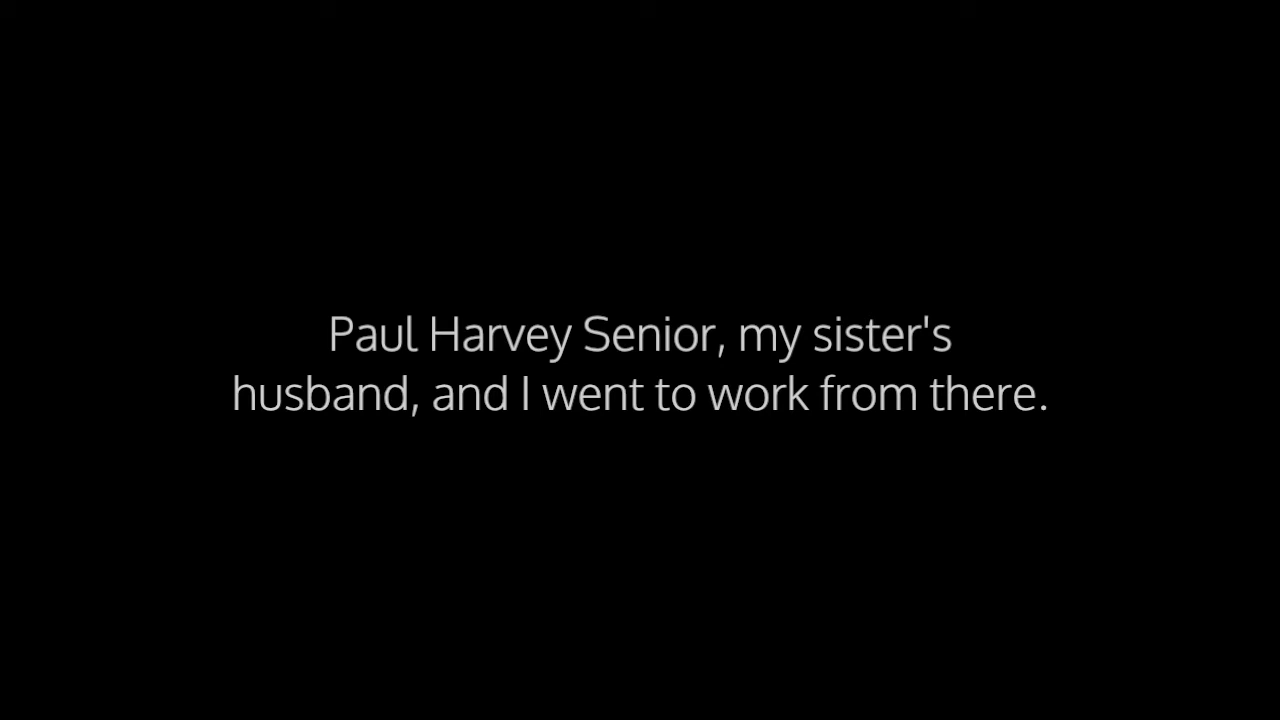 Paul Harvey Senior, my sister's
husband, and I went to work from there.